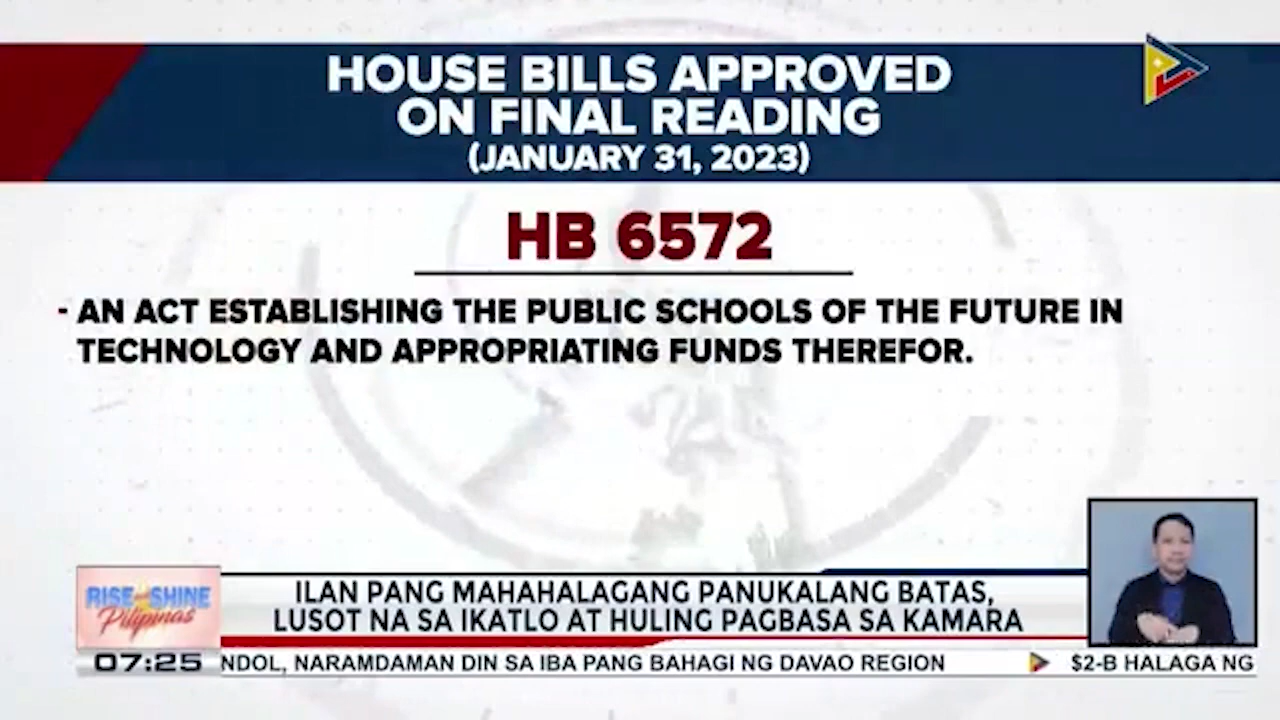 HOUSE BILLS APPROVED
ON FINAL READING
(JANUARY 31, 2023)
HB 6572
- AN ACT ESTABLISHING THE PUBLIC SCHOOLS OF THE FUTURE IN
TECHNOLOGY AND APPROPRIATING FUNDS THEREFOR.
RISE SHINE
Pilipinas
ILAN PANG MAHAHALAGANG PANUKALANG BATAS,
LUSOT NA SA IKATLO AT HULING PAGBASA SA KAMARA
07:25
NDOL, NARAMDAMAN DIN SA IBA PANG BAHAGI NG DAVAO REGION $2-B HALAGA NG